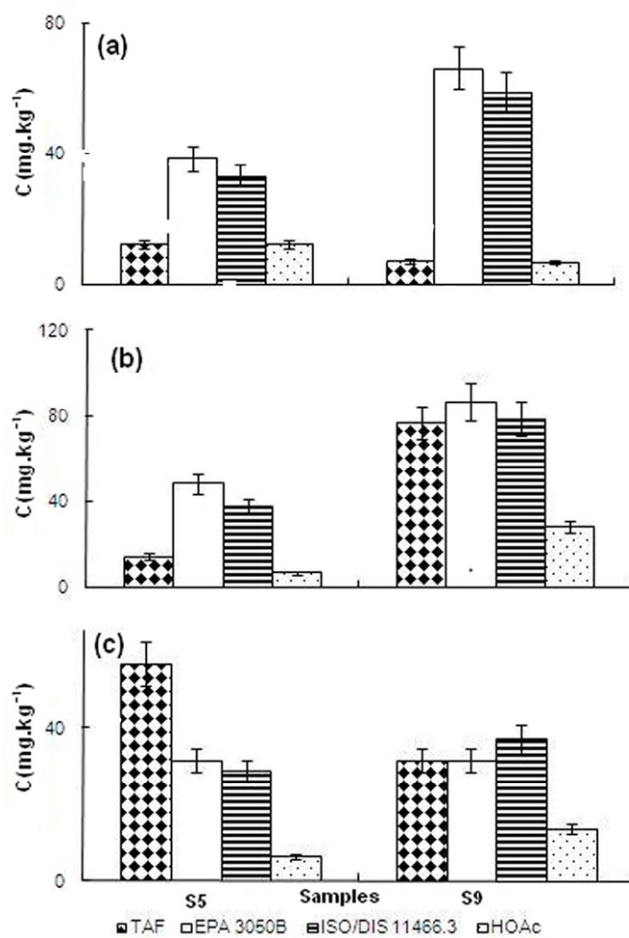 (a)
80
40
0
C (mg.kg⁻¹)
(b)
120
80
40
0
C (mg.kg⁻¹)
(c)
40
0
C (mg.kg⁻¹)
S5 Samples S9
TAF EPA 3050B ISO/DIS 11466.3 HOAc